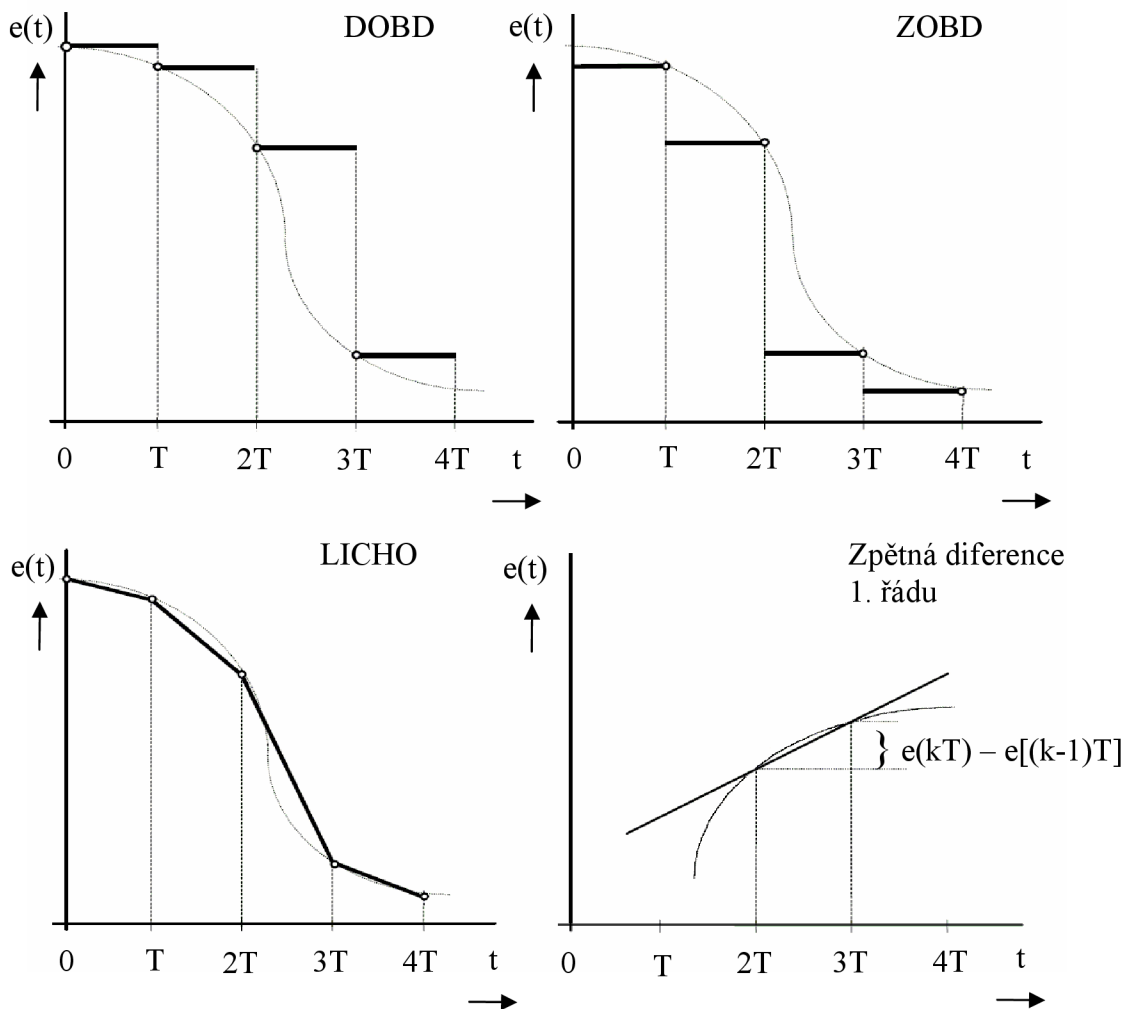 e(t)
DOBD
0 T 2T 3T 4T t
e(t)
ZOBD
0 T 2T 3T 4T t
e(t)
LICHO
0 T 2T 3T 4T t
e(t)
Zpětná diference
1. řádu
} e(kT) – e[(k-1)T]
0 T 2T 3T 4T t